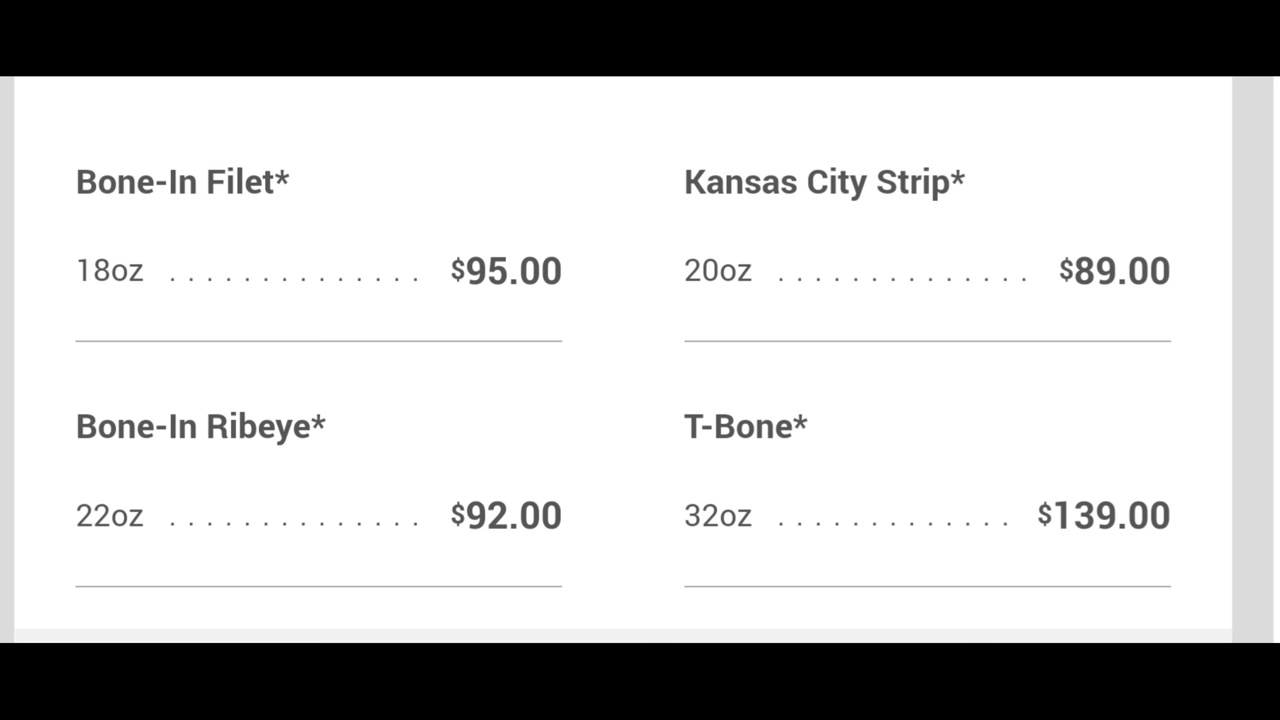 Bone-In Filet*
18oz . . . . . . . . . . . . . . $95.00
Kansas City Strip*
20oz . . . . . . . . . . . . . . $89.00
Bone-In Ribeye*
22oz . . . . . . . . . . . . . . $92.00
T-Bone*
32oz . . . . . . . . . . . . . $139.00